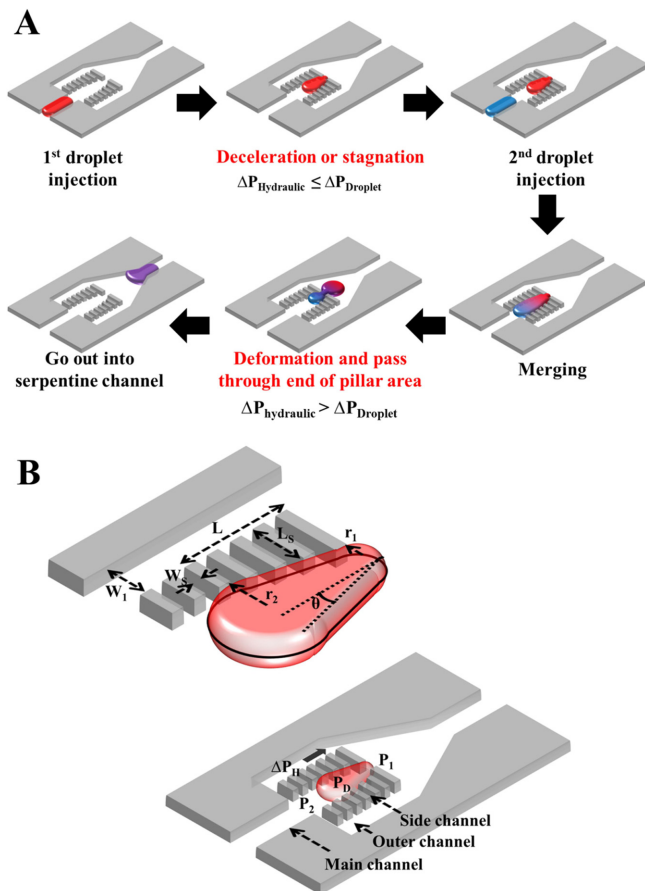 A
1st droplet
injection
Deceleration or stagnation
ΔPHydraulic ≤ ΔPDroplet
2nd droplet
injection
Go out into
serpentine channel
Deformation and pass
through end of pillar area
ΔPhydraulic > ΔPDroplet
Merging
B
L
LS
r1
W1
WS
r2
θ
ΔPH
P1
PD
P2
Side channel
Outer channel
Main channel